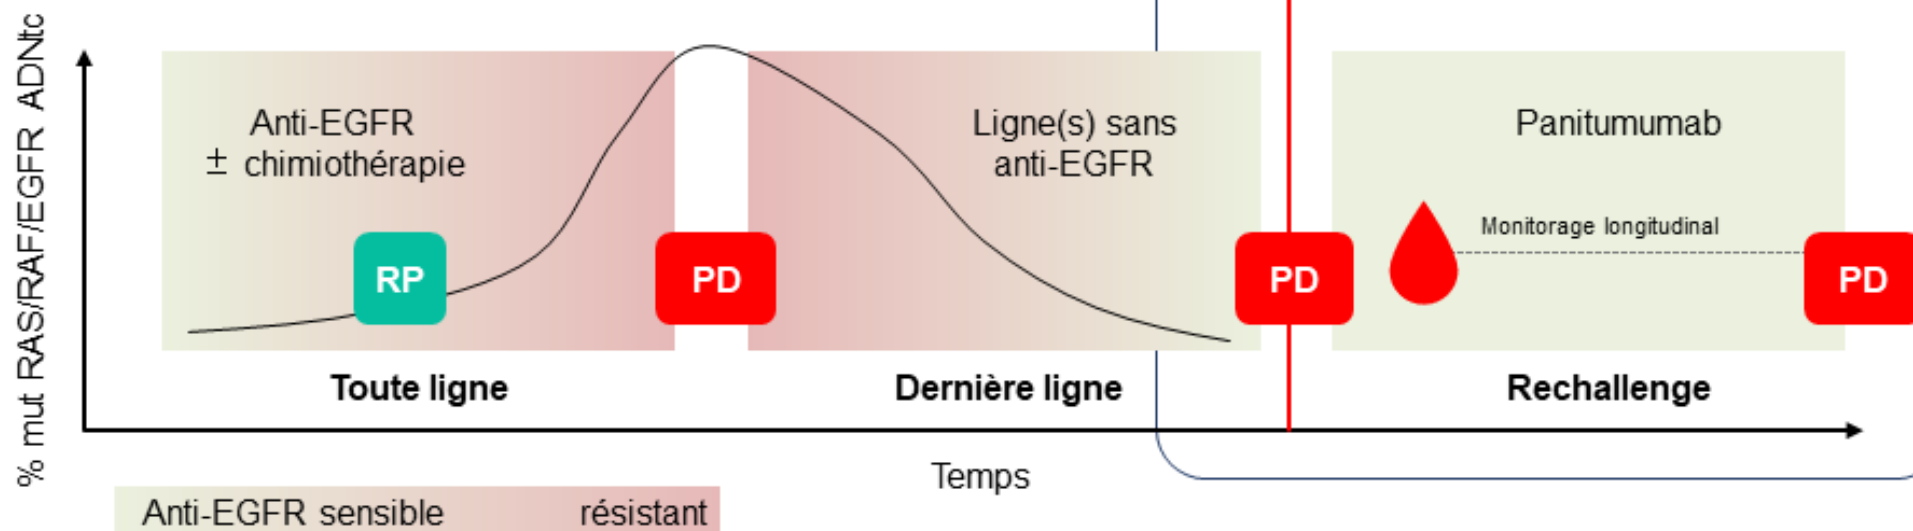 % mut RAS/RAF/EGFR ADNtc
Anti-EGFR
± chimiothérapie
RP
PD
Toute ligne
Ligne(s) sans
anti-EGFR
PD
Dernière ligne
Panitumumab
Monitorage longitudinal
PD
Rechallenge
Temps
Anti-EGFR sensible résistant